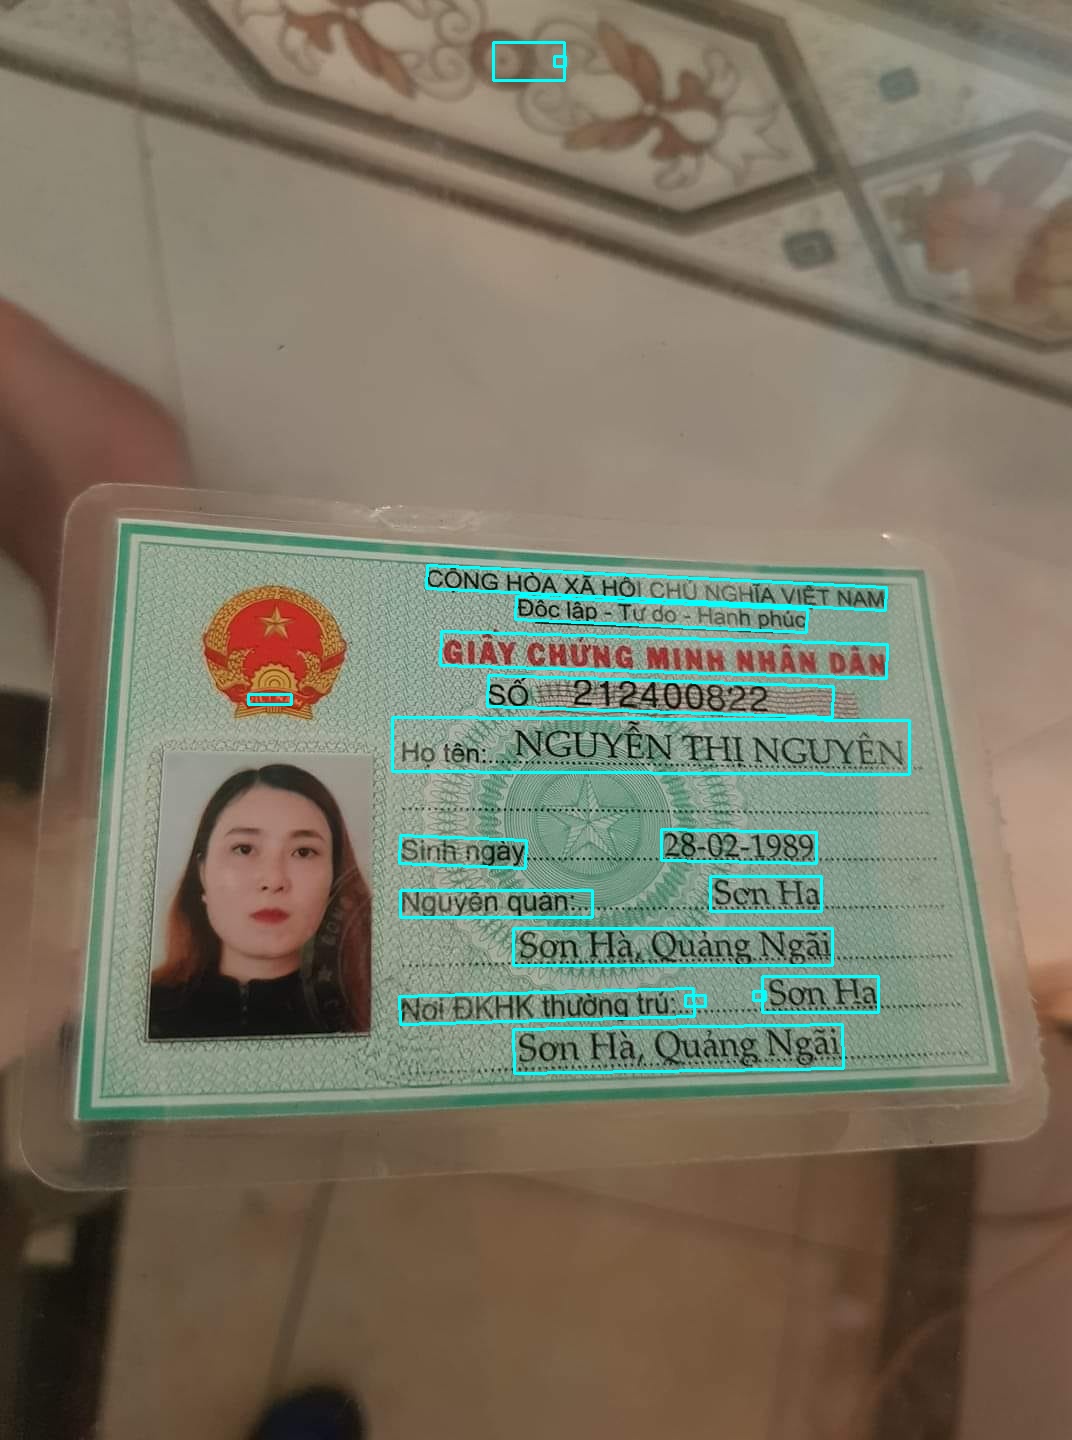 CỘNG HÒA XÃ HỘI CHỦ NGHĨA VIỆT NAM
Độc lập - Tự do - Hạnh phúc
GIẤY CHỨNG MINH NHÂN DÂN
SỐ 212400822
Họ tên: NGUYỄN THỊ NGUYÊN
Sinh ngày 28-02-1989
Nguyên quán: Sơn Hạ
Sơn Hà, Quảng Ngãi
Nơi ĐKHK thường trú: Sơn Hạ
Sơn Hà, Quảng Ngãi